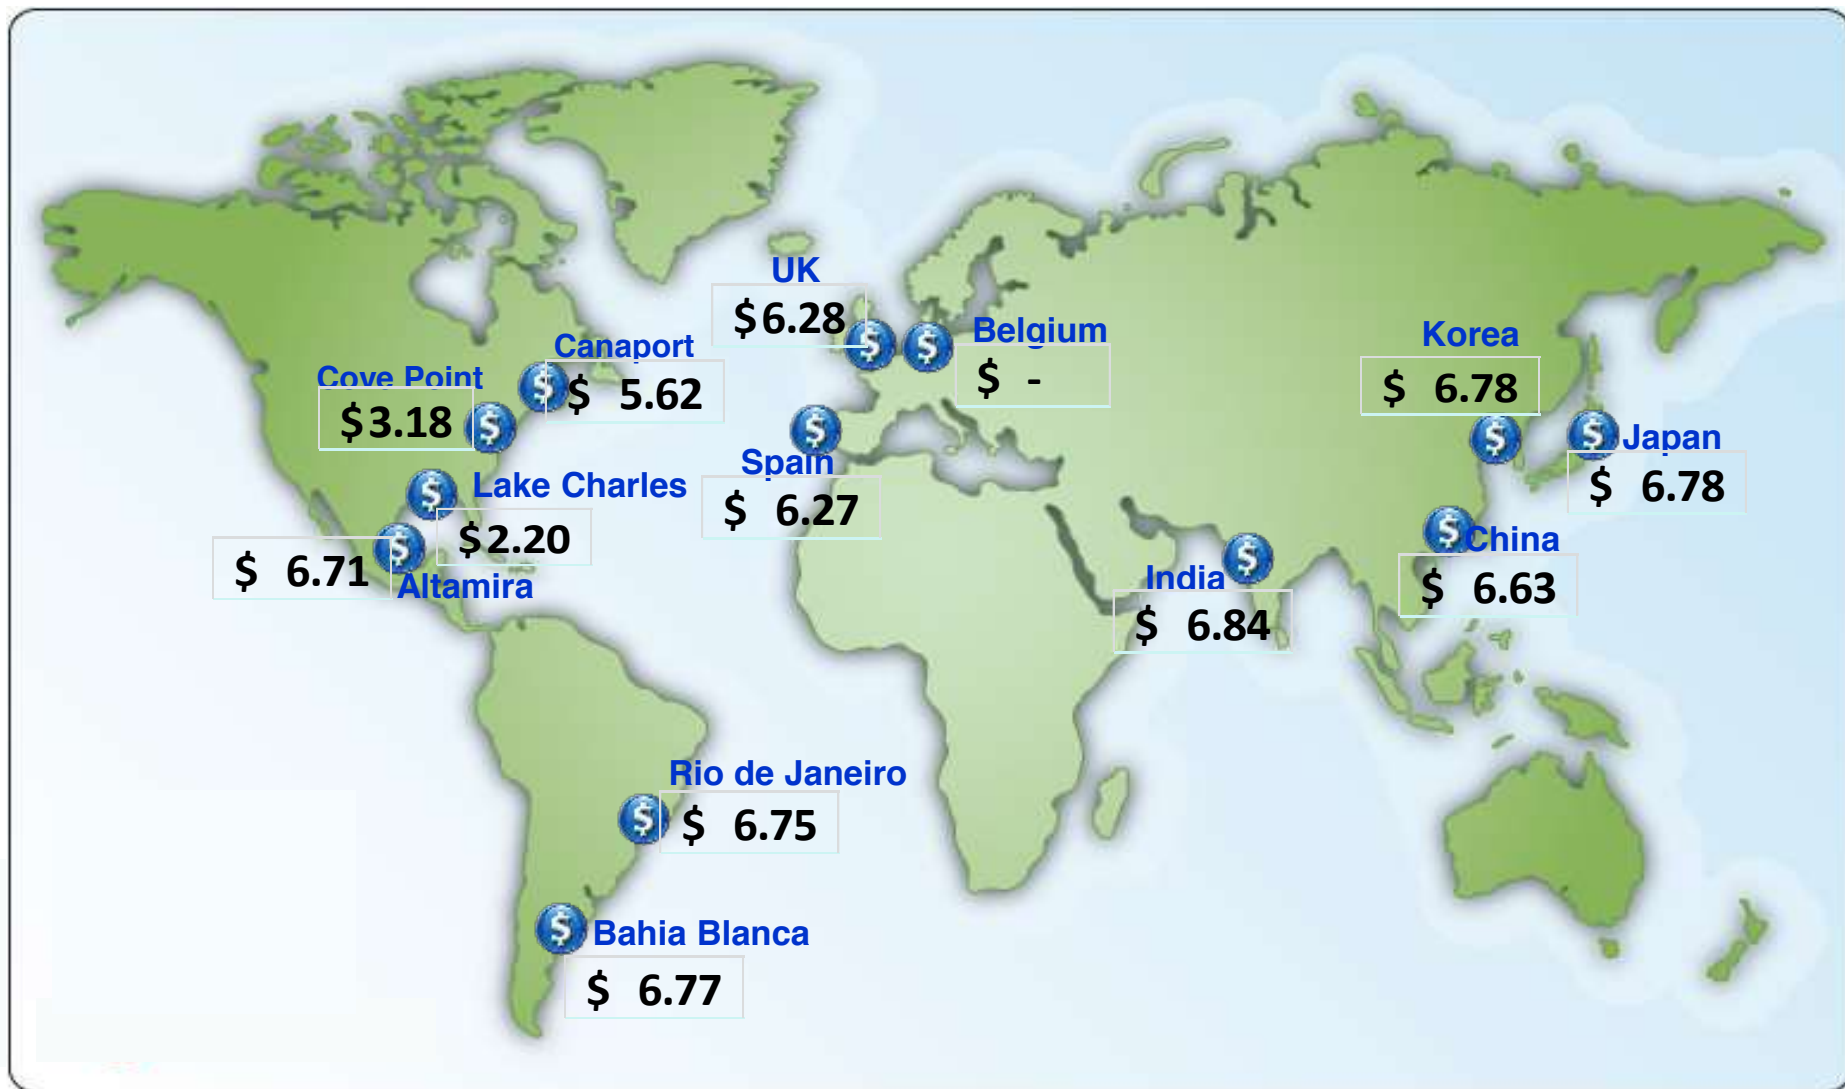 UK
$6.28
Belgium
$ -
Korea
$ 6.78
Canaport
$ 5.62
Cove Point
$3.18
Japan
$ 6.78
Spain
$ 6.27
Lake Charles
$2.20
China
$ 6.63
$ 6.71
Altamira
India
$ 6.84
Rio de Janeiro
$ 6.75
Bahia Blanca
$ 6.77